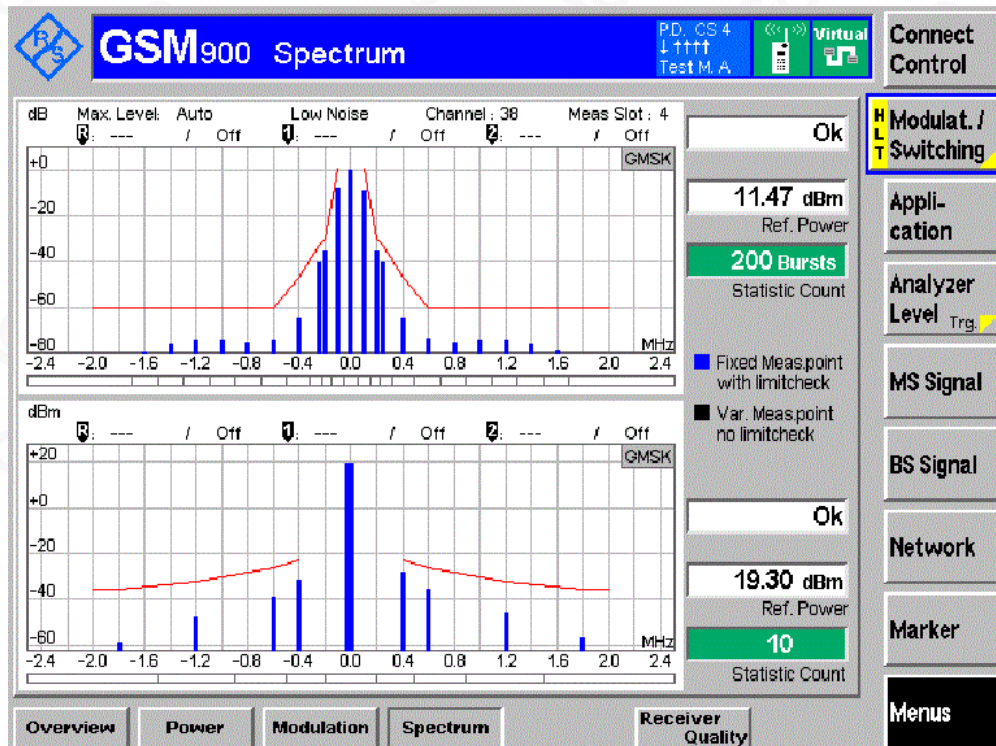 R/S
GSM900 Spectrum
P.D. CS 4
↓ ↑↑↑↑
Test M. A.
Virtual
Connect Control
dB Max. Level: Auto Low Noise Channel : 38 Meas Slot : 4
R: --- / Off 1: --- / Off 2: --- / Off
GMSK
+0
-20
-40
-60
-80
MHz
-2.4 -2.0 -1.6 -1.2 -0.8 -0.4 0.0 0.4 0.8 1.2 1.6 2.0 2.4
Ok
11.47 dBm
Ref. Power
200 Bursts
Statistic Count
Fixed Meas.point
with limitcheck
Var. Meas.point
no limitcheck
dBm
R: --- / Off 1: --- / Off 2: --- / Off
GMSK
+20
+0
-20
-40
-60
MHz
-2.4 -2.0 -1.6 -1.2 -0.8 -0.4 0.0 0.4 0.8 1.2 1.6 2.0 2.4
Ok
19.30 dBm
Ref. Power
10
Statistic Count
HLT
Modulat. /
Switching
Appli-
cation
Analyzer
Level Trg.
MS Signal
BS Signal
Network
Marker
Menus
Overview
Power
Modulation
Spectrum
Receiver
Quality